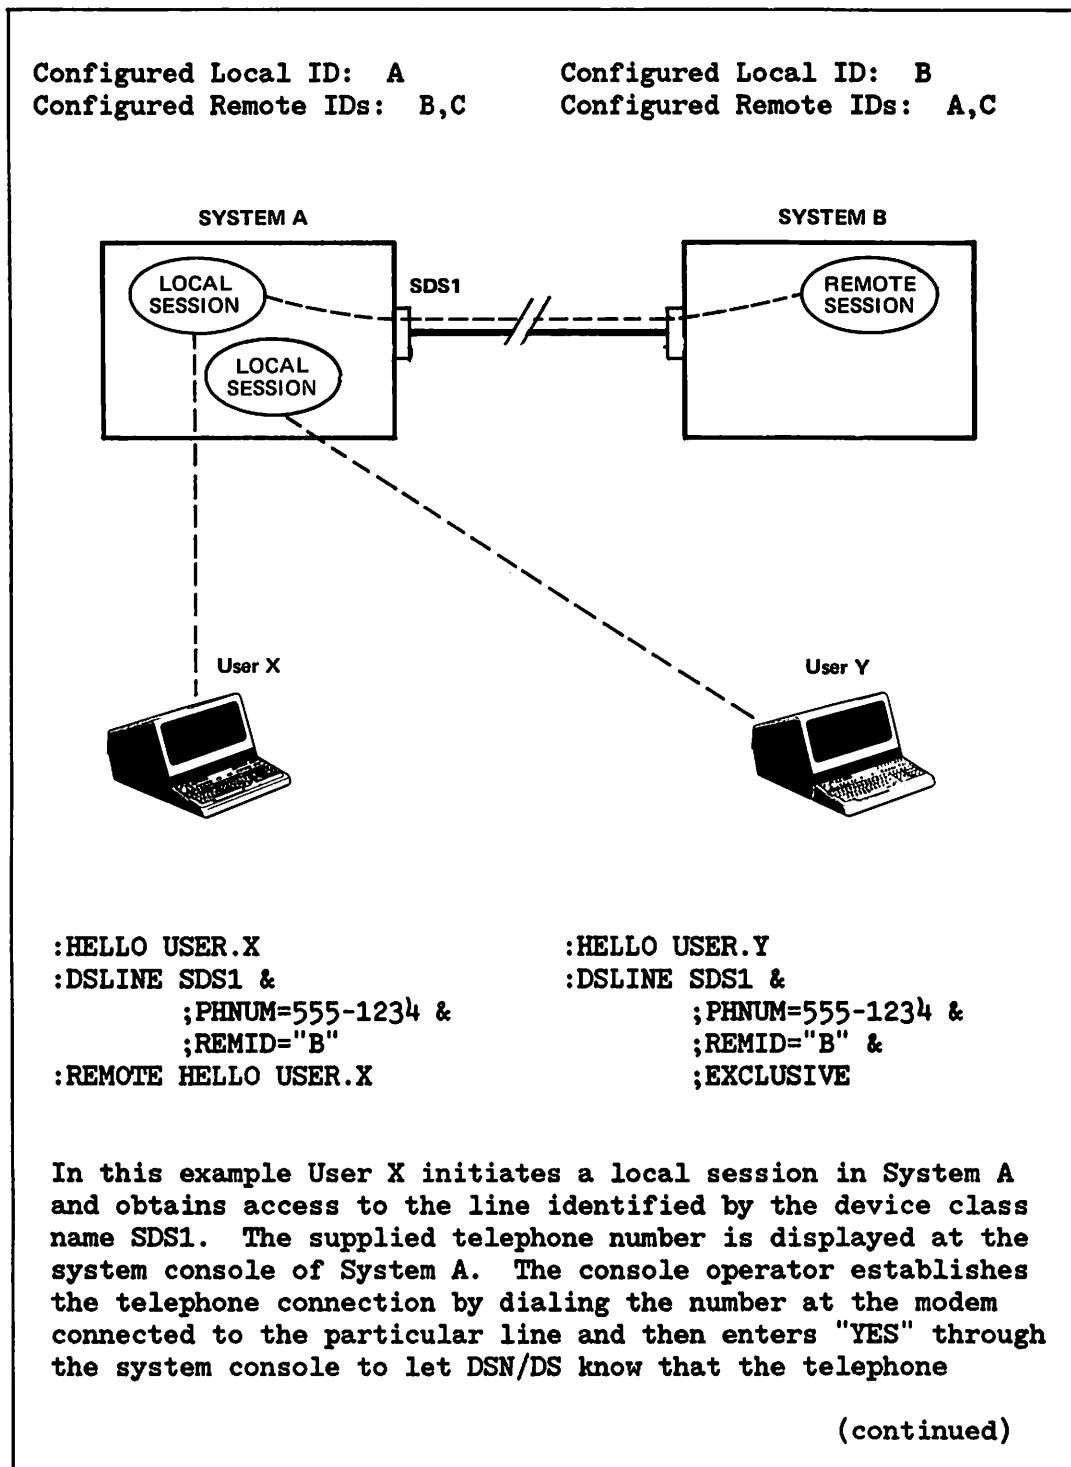 Configured Local ID:  A
Configured Remote IDs:  B,C
Configured Local ID:  B
Configured Remote IDs:  A,C
SYSTEM A
SYSTEM B
LOCAL
SESSION
SDS1
REMOTE
SESSION
LOCAL
SESSION
User X
User Y
:HELLO USER.X
:DSLINE SDS1 &
;PHNUM=555-1234 &
;REMID="B"
:REMOTE HELLO USER.X
:HELLO USER.Y
:DSLINE SDS1 &
;PHNUM=555-1234 &
;REMID="B" &
;EXCLUSIVE
In this example User X initiates a local session in System A
and obtains access to the line identified by the device class
name SDS1.  The supplied telephone number is displayed at the
system console of System A.  The console operator establishes
the telephone connection by dialing the number at the modem
connected to the particular line and then enters "YES" through
the system console to let DSN/DS know that the telephone
(continued)